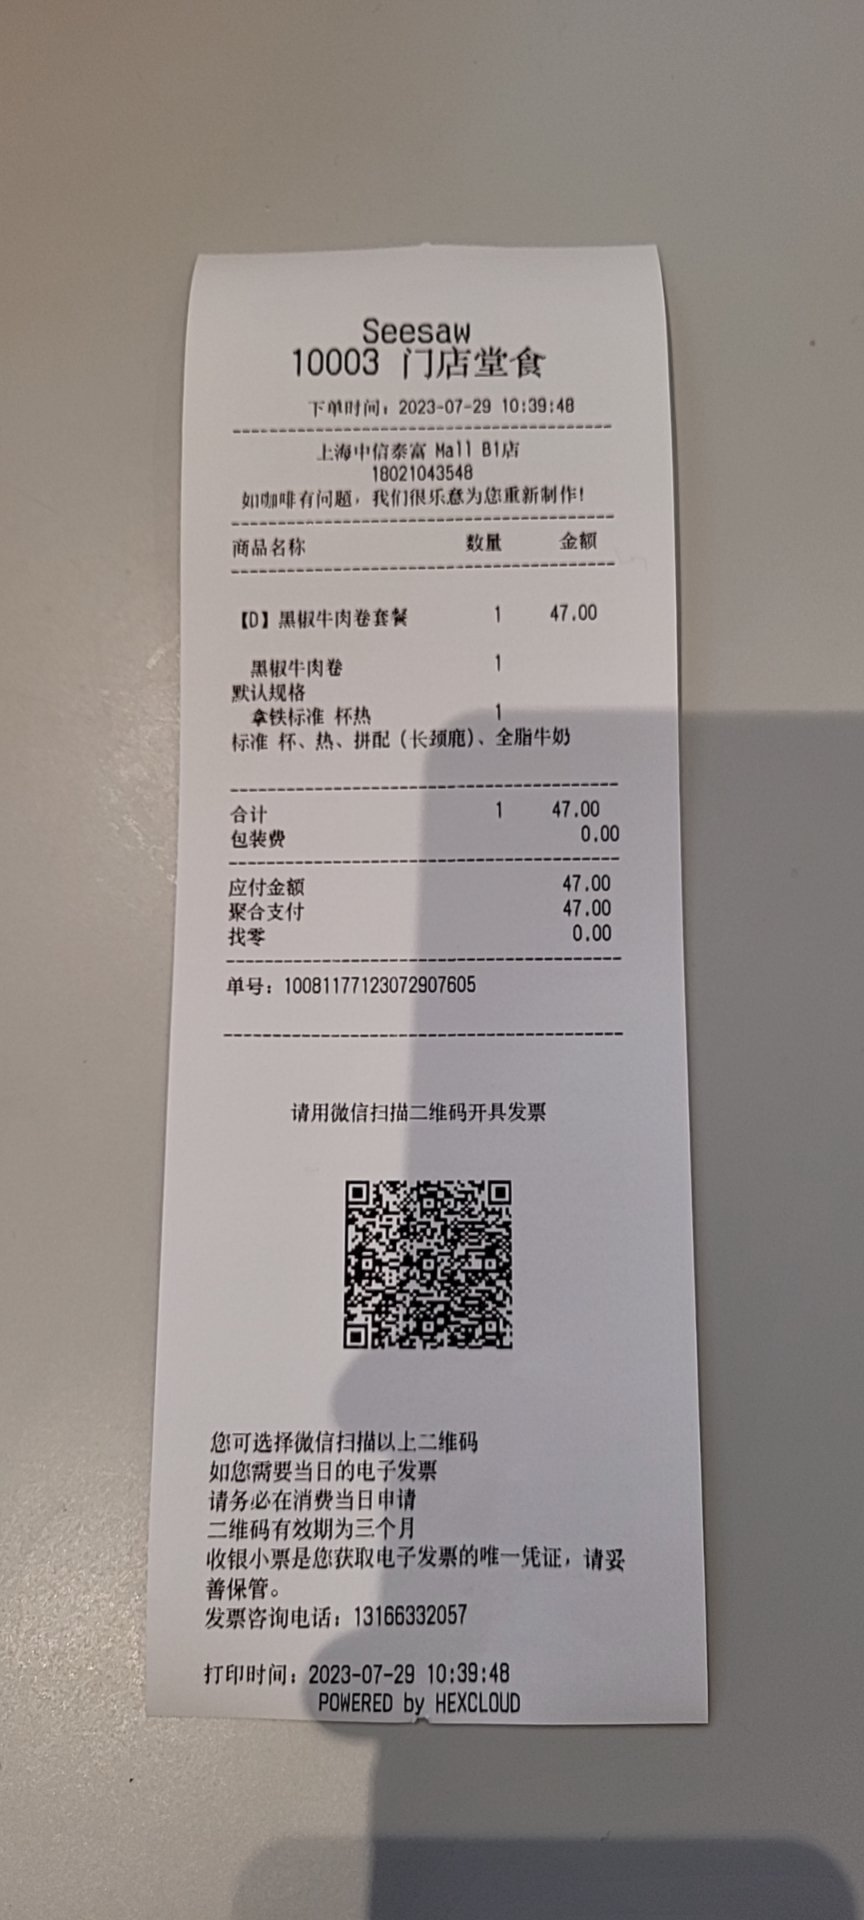 Seesaw
10003 门店堂食
下单时间：2023-07-29 10:39:48
上海中信泰富 Mall B1店
18021043548
如咖啡有问题，我们很乐意为您重新制作！
商品名称 数量 金额
【D】黑椒牛肉卷套餐 1 47.00
黑椒牛肉卷 1
默认规格
拿铁标准 杯热 1
标准 杯、热、拼配（长颈鹿）、全脂牛奶
合计 1 47.00
包装费 0.00
应付金额 47.00
聚合支付 47.00
找零 0.00
单号：10081177123072907605
请用微信扫描二维码开具发票
您可选择微信扫描以上二维码
如您需要当日的电子发票
请务必在消费当日申请
二维码有效期为三个月
收银小票是您获取电子发票的唯一凭证，请妥
善保管。
发票咨询电话：13166332057
打印时间：2023-07-29 10:39:48
POWERED by HEXCLOUD